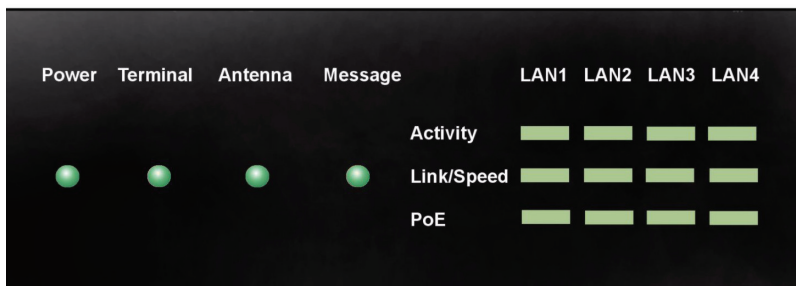 Power Terminal Antenna Message LAN1 LAN2 LAN3 LAN4
Activity
Link/Speed
PoE